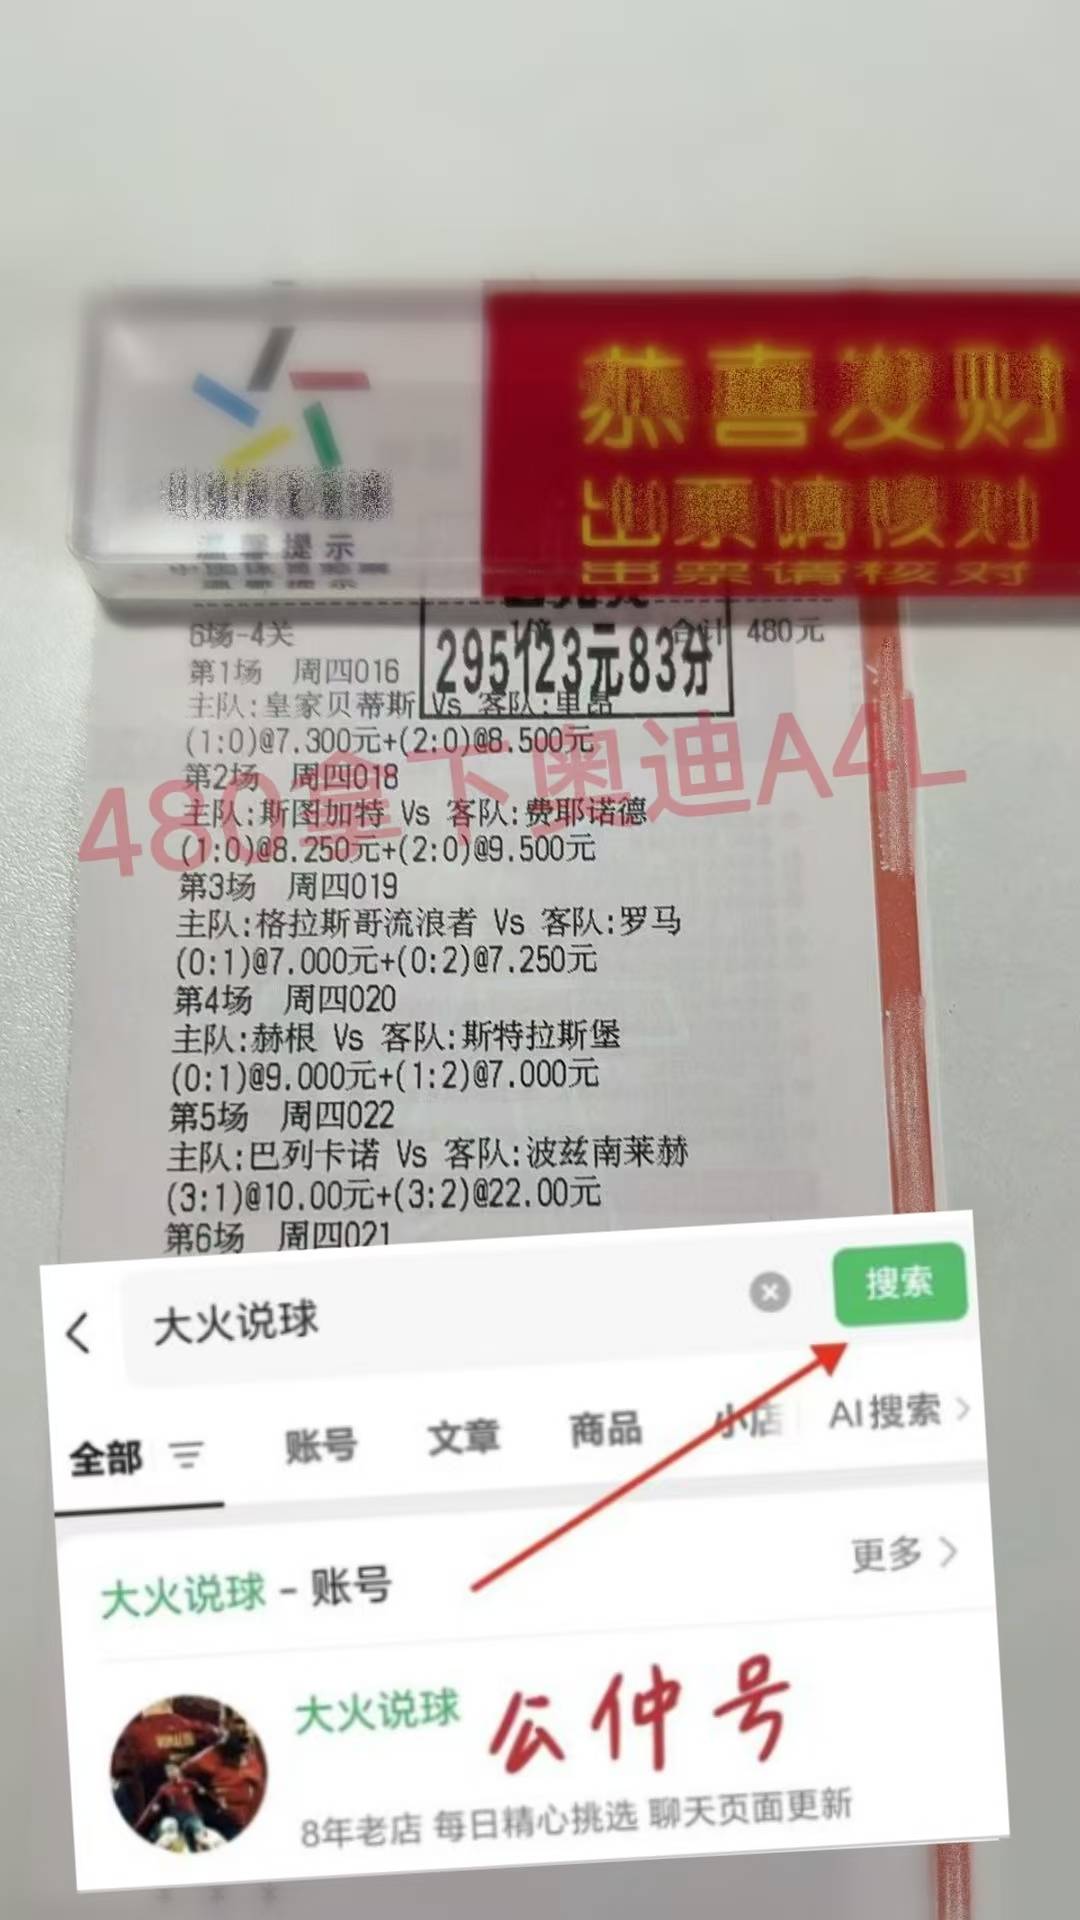 恭喜发财
出票请核对
出票请核对
温馨提示
6场-4关 1倍 合计 480元
295123元83分
第1场 周四016
主队:皇家贝蒂斯 Vs 客队:里昂
(1:0)@7.300元+(2:0)@8.500元
第2场 周四018
480拿下奥迪A4L
主队:斯图加特 Vs 客队:费耶诺德
(1:0)@8.250元+(2:0)@9.500元
第3场 周四019
主队:格拉斯哥流浪者 Vs 客队:罗马
(0:1)@7.000元+(0:2)@7.250元
第4场 周四020
主队:赫根 Vs 客队:斯特拉斯堡
(0:1)@9.000元+(1:2)@7.000元
第5场 周四022
主队:巴列卡诺 Vs 客队:波兹南莱赫
(3:1)@10.00元+(3:2)@22.00元
第6场 周四021
大火说球 搜索
全部 账号 文章 商品 小店 AI搜索
大火说球 - 账号 更多
大火说球 公仲号
8年老店 每日精心挑选 聊天页面更新